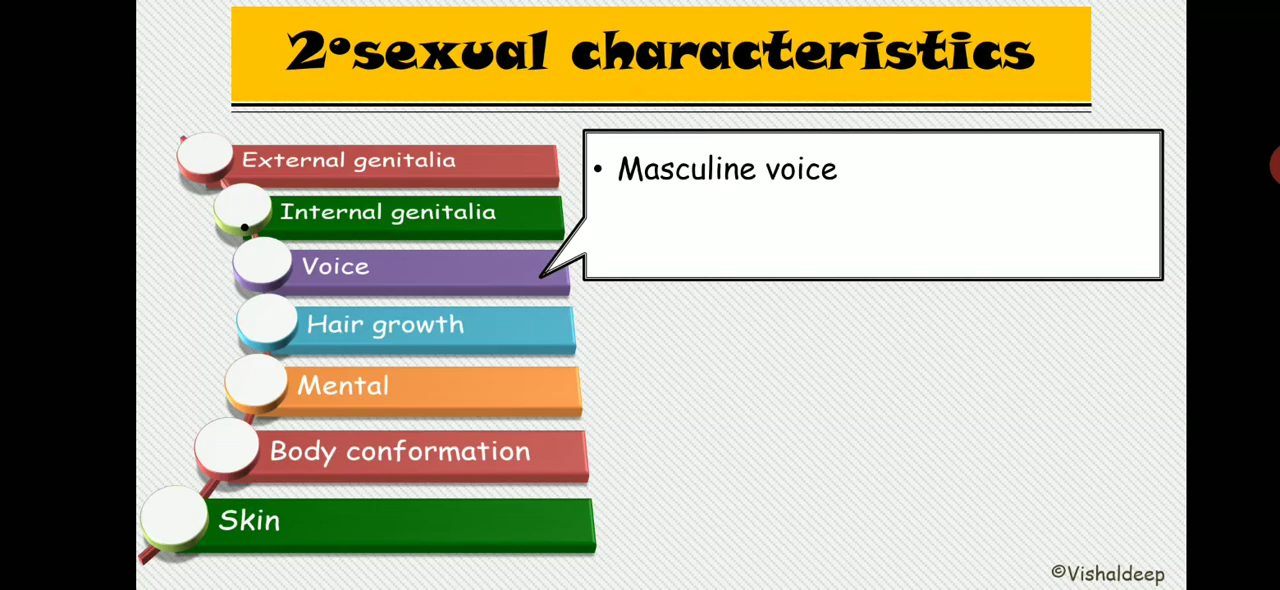 2°sexual characteristics
External genitalia
Internal genitalia
Voice
Hair growth
Mental
Body conformation
Skin
• Masculine voice
©Vishaldeep